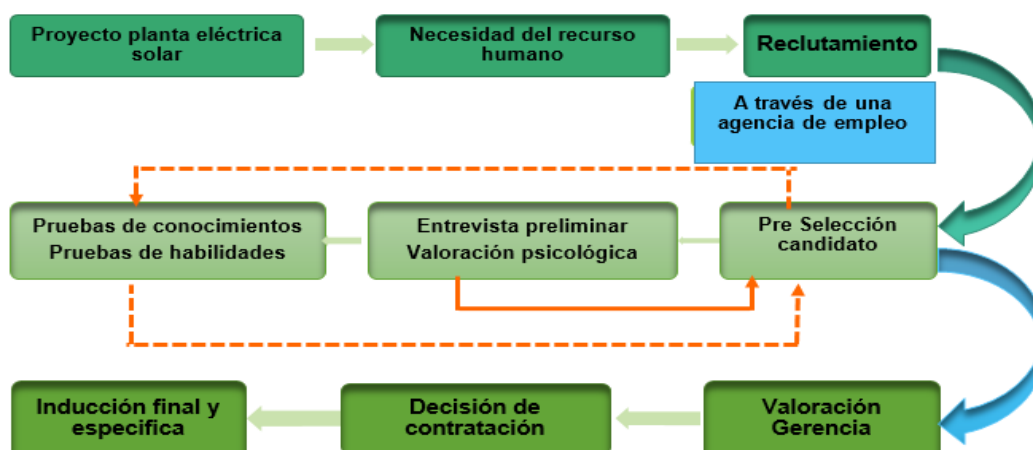 Proyecto planta eléctrica
solar
Necesidad del recurso
humano
Reclutamiento
A través de una
agencia de empleo
Pruebas de conocimientos
Pruebas de habilidades
Entrevista preliminar
Valoración psicológica
Pre Selección
candidato
Inducción final y
especifica
Decisión de
contratación
Valoración
Gerencia